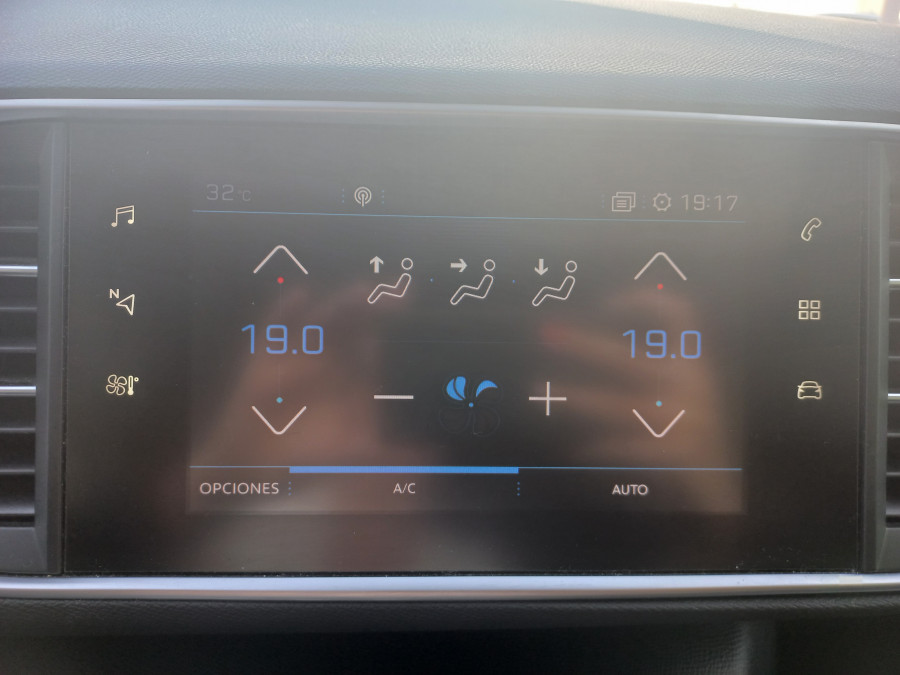 32°C 19:17
N
19.0 19.0
OPCIONES A/C AUTO